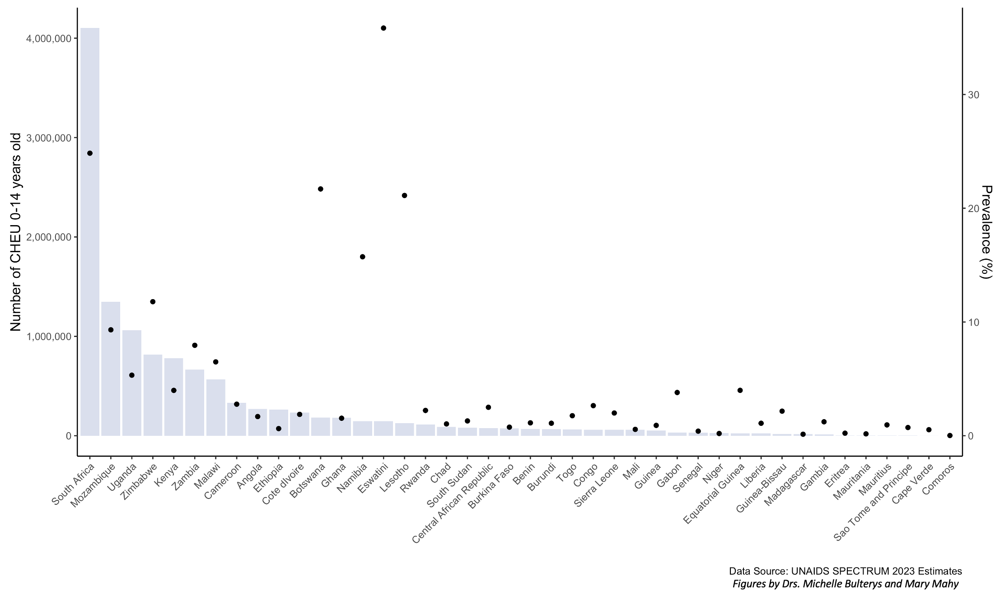 Number of CHEU 0-14 years old
4,000,000
3,000,000
2,000,000
1,000,000
0
30
20
10
0
Prevalence (%)
South Africa
Mozambique
Uganda
Zimbabwe
Kenya
Zambia
Malawi
Cameroon
Angola
Ethiopia
Cote dIvoire
Botswana
Ghana
Namibia
Eswatini
Lesotho
Rwanda
Chad
South Sudan
Central African Republic
Burkina Faso
Benin
Burundi
Togo
Congo
Sierra Leone
Mali
Guinea
Gabon
Senegal
Niger
Equatorial Guinea
Liberia
Guinea-Bissau
Madagascar
Gambia
Eritrea
Mauritania
Mauritius
Sao Tome and Principe
Cape Verde
Comoros
Data Source: UNAIDS SPECTRUM 2023 Estimates
Figures by Drs. Michelle Bulterys and Mary Mahy